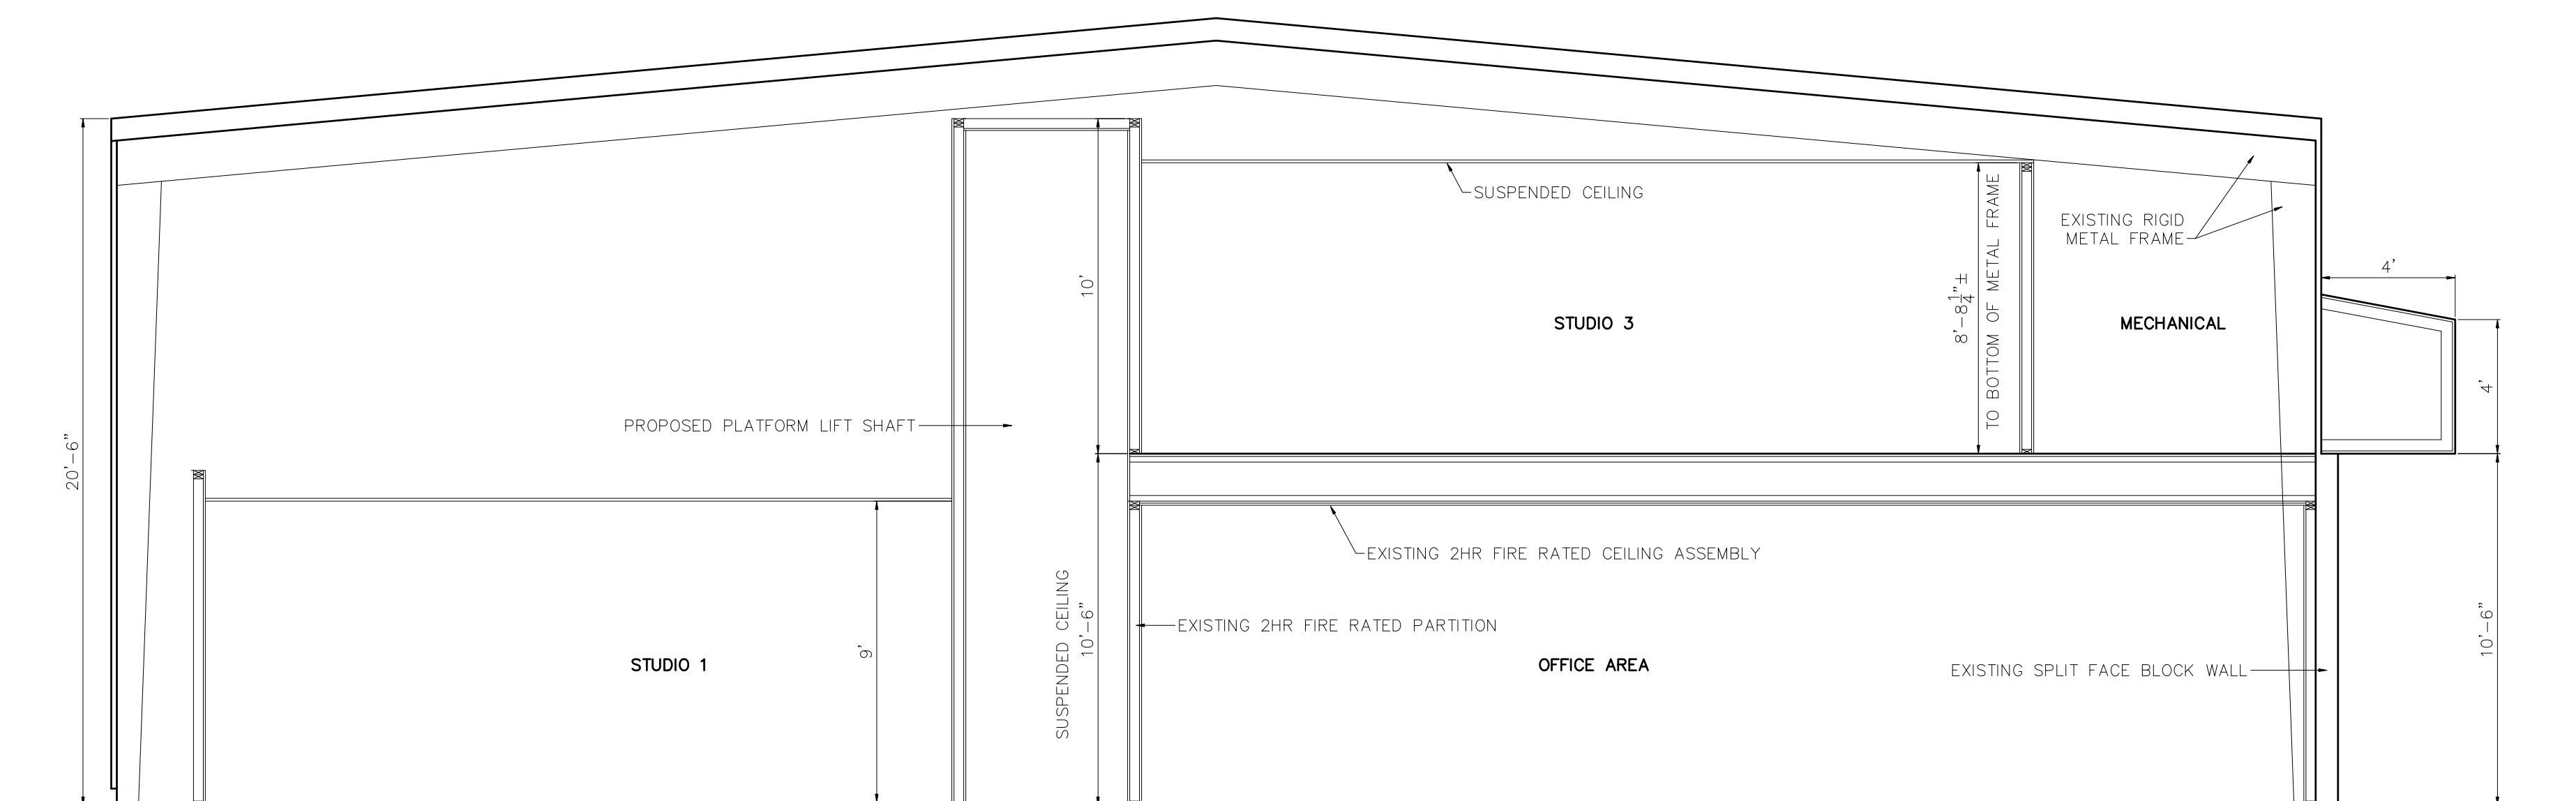 SUSPENDED CEILING
EXISTING RIGID
METAL FRAME
4'
10'
8'-8 1/4"±
TO BOTTOM OF METAL FRAME
STUDIO 3
MECHANICAL
4'
PROPOSED PLATFORM LIFT SHAFT
20'-6"
EXISTING 2HR FIRE RATED CEILING ASSEMBLY
SUSPENDED CEILING
10'-6"
EXISTING 2HR FIRE RATED PARTITION
10'-6"
9'
STUDIO 1
OFFICE AREA
EXISTING SPLIT FACE BLOCK WALL